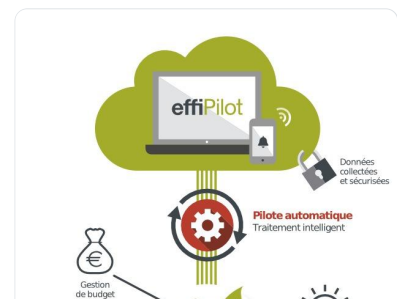 effiPilot
Données
collectées
et sécurisées
Pilote automatique
Traitement intelligent
€
Gestion
de budget